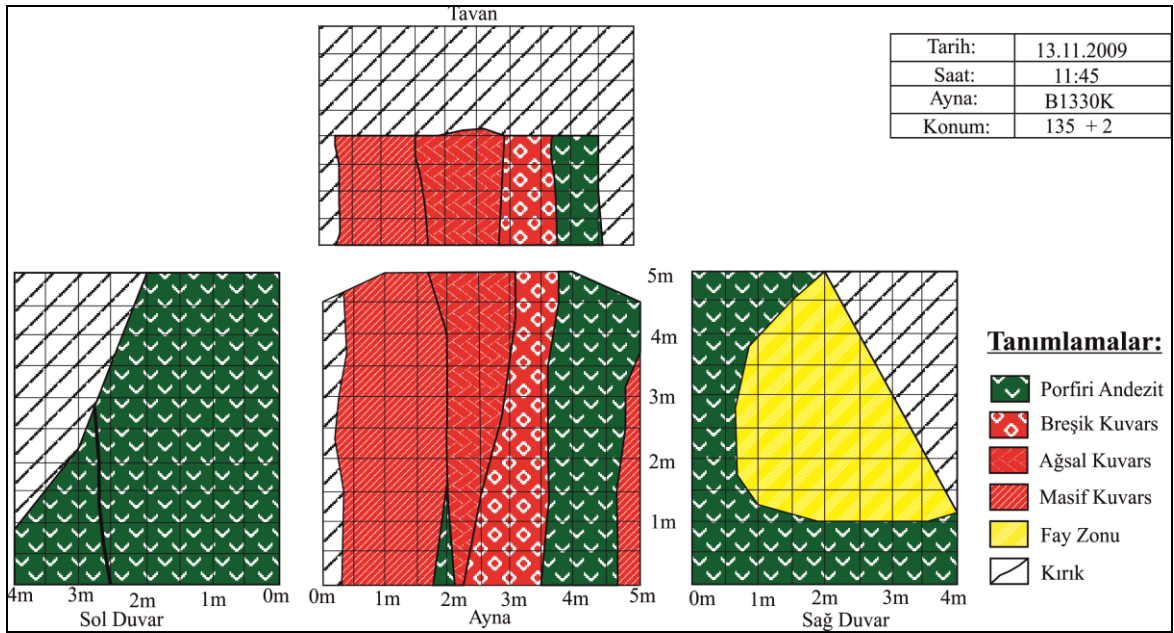 Tavan
Tarih: 13.11.2009
Saat: 11:45
Ayna: B1330K
Konum: 135 + 2
5m
4m
3m
2m
1m
Tanımlamalar:
Porfiri Andezit
Breşik Kuvars
Ağsal Kuvars
Masif Kuvars
Fay Zonu
Kırık
4m 3m 2m 1m 0m
Sol Duvar
0m 1m 2m 3m 4m 5m
Ayna
0m 1m 2m 3m 4m
Sağ Duvar